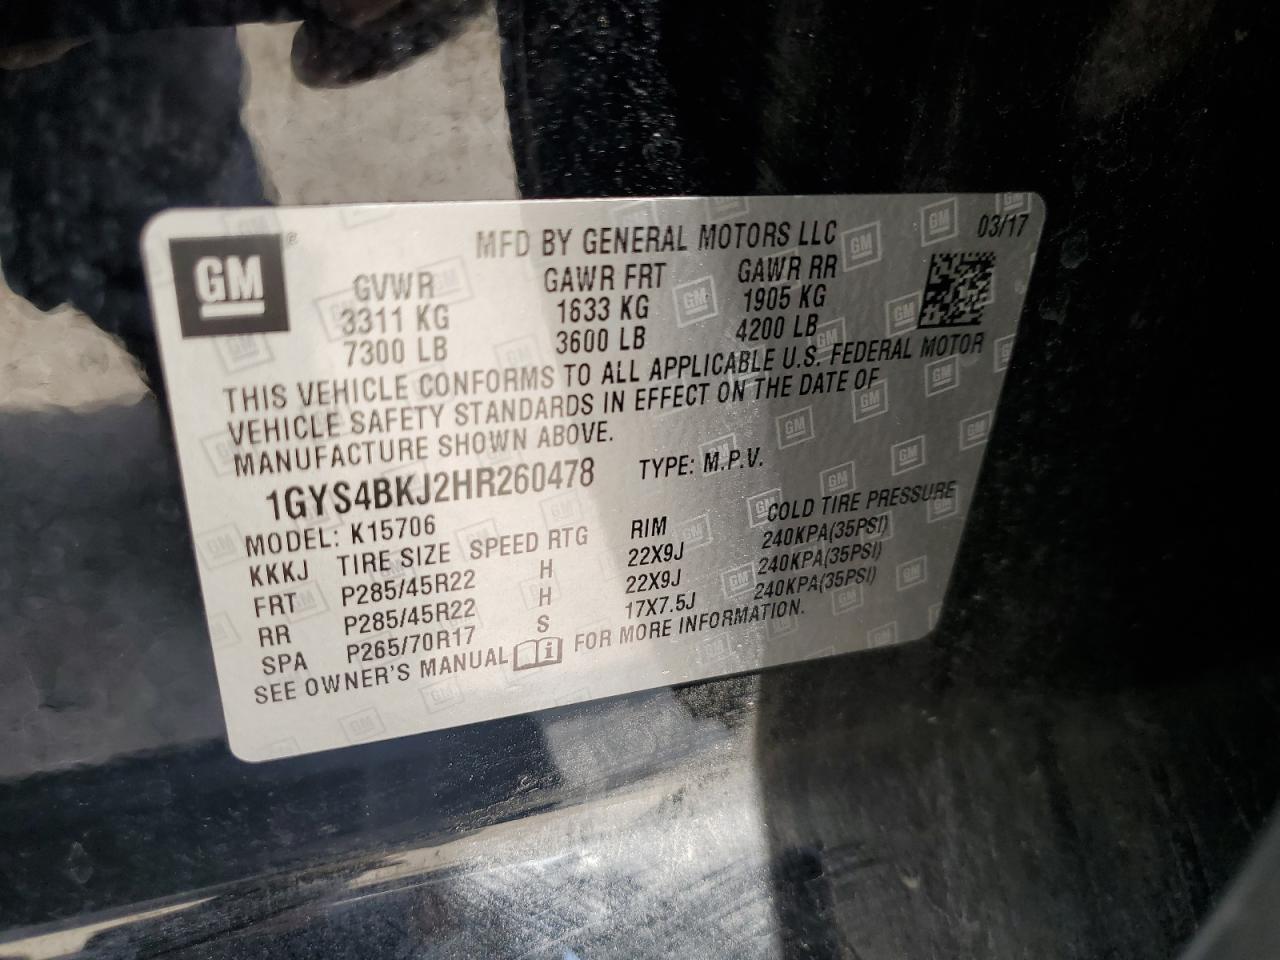 GM ® MFD BY GENERAL MOTORS LLC 03/17
GVWR GAWR FRT GAWR RR
3311 KG 1633 KG 1905 KG
7300 LB 3600 LB 4200 LB
THIS VEHICLE CONFORMS TO ALL APPLICABLE U.S. FEDERAL MOTOR
VEHICLE SAFETY STANDARDS IN EFFECT ON THE DATE OF
MANUFACTURE SHOWN ABOVE.
1GYS4BKJ2HR260478 TYPE: M.P.V.
MODEL: K15706
KKKJ TIRE SIZE SPEED RTG RIM COLD TIRE PRESSURE
FRT P285/45R22 H 22X9J 240KPA(35PSI)
RR P285/45R22 H 22X9J 240KPA(35PSI)
SPA P265/70R17 S 17X7.5J 240KPA(35PSI)
SEE OWNER'S MANUAL i FOR MORE INFORMATION.